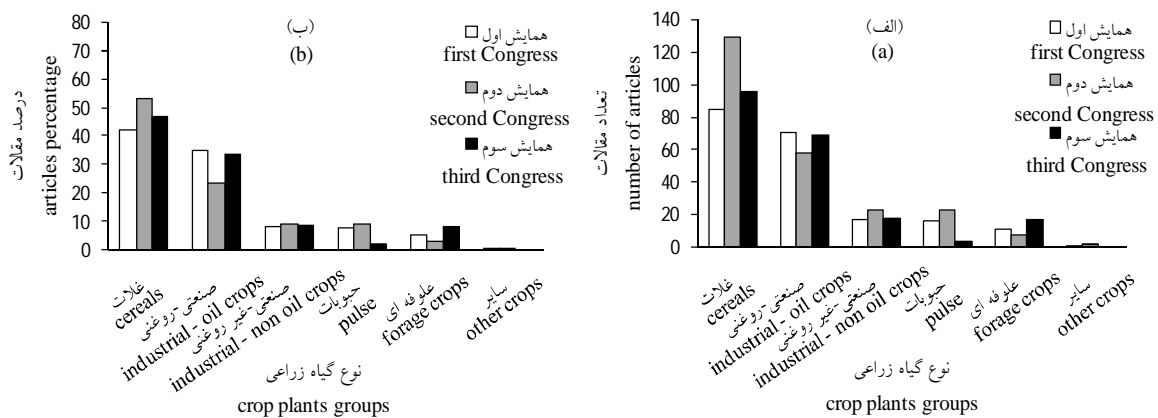 (ب)
(b)
درصد مقالات
articles percentage
80
70
60
50
40
30
20
10
0
همایش اول
first Congress
همایش دوم
second Congress
همایش سوم
third Congress
غلات
cereals
صنعتی-روغنی
industrial - oil crops
صنعتی-غیر روغنی
industrial - non oil crops
حبوبات
pulse
علوفه ای
forage crops
سایر
other crops
نوع گیاه زراعی
crop plants groups
(الف)
(a)
تعداد مقالات
number of articles
140
120
100
80
60
40
20
0
همایش اول
first Congress
همایش دوم
second Congress
همایش سوم
third Congress
غلات
cereals
صنعتی-روغنی
industrial - oil crops
صنعتی-غیر روغنی
industrial - non oil crops
حبوبات
pulse
علوفه ای
forage crops
سایر
other crops
نوع گیاه زراعی
crop plants groups